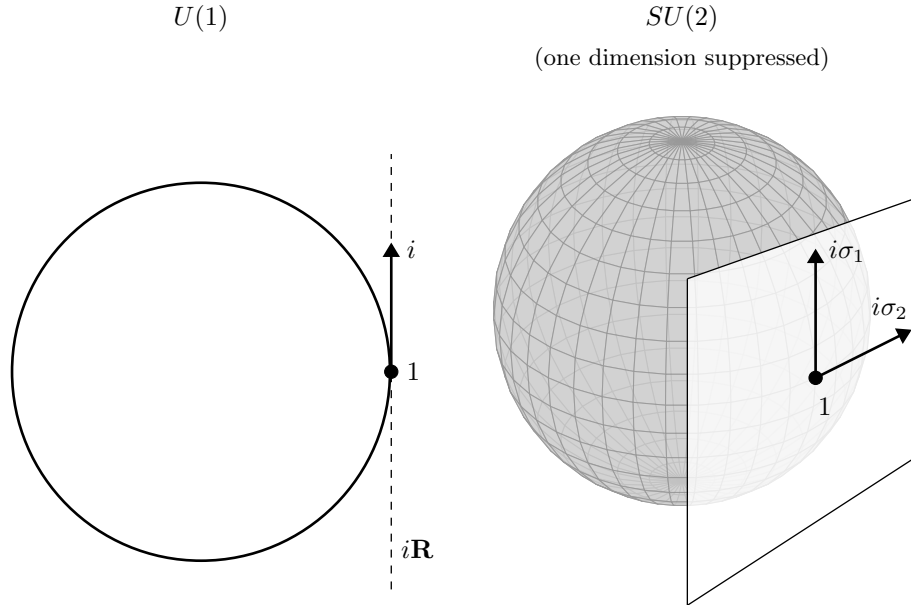 U(1)
i
1
iR
SU(2)
(one dimension suppressed)
iσ₁
iσ₂
1